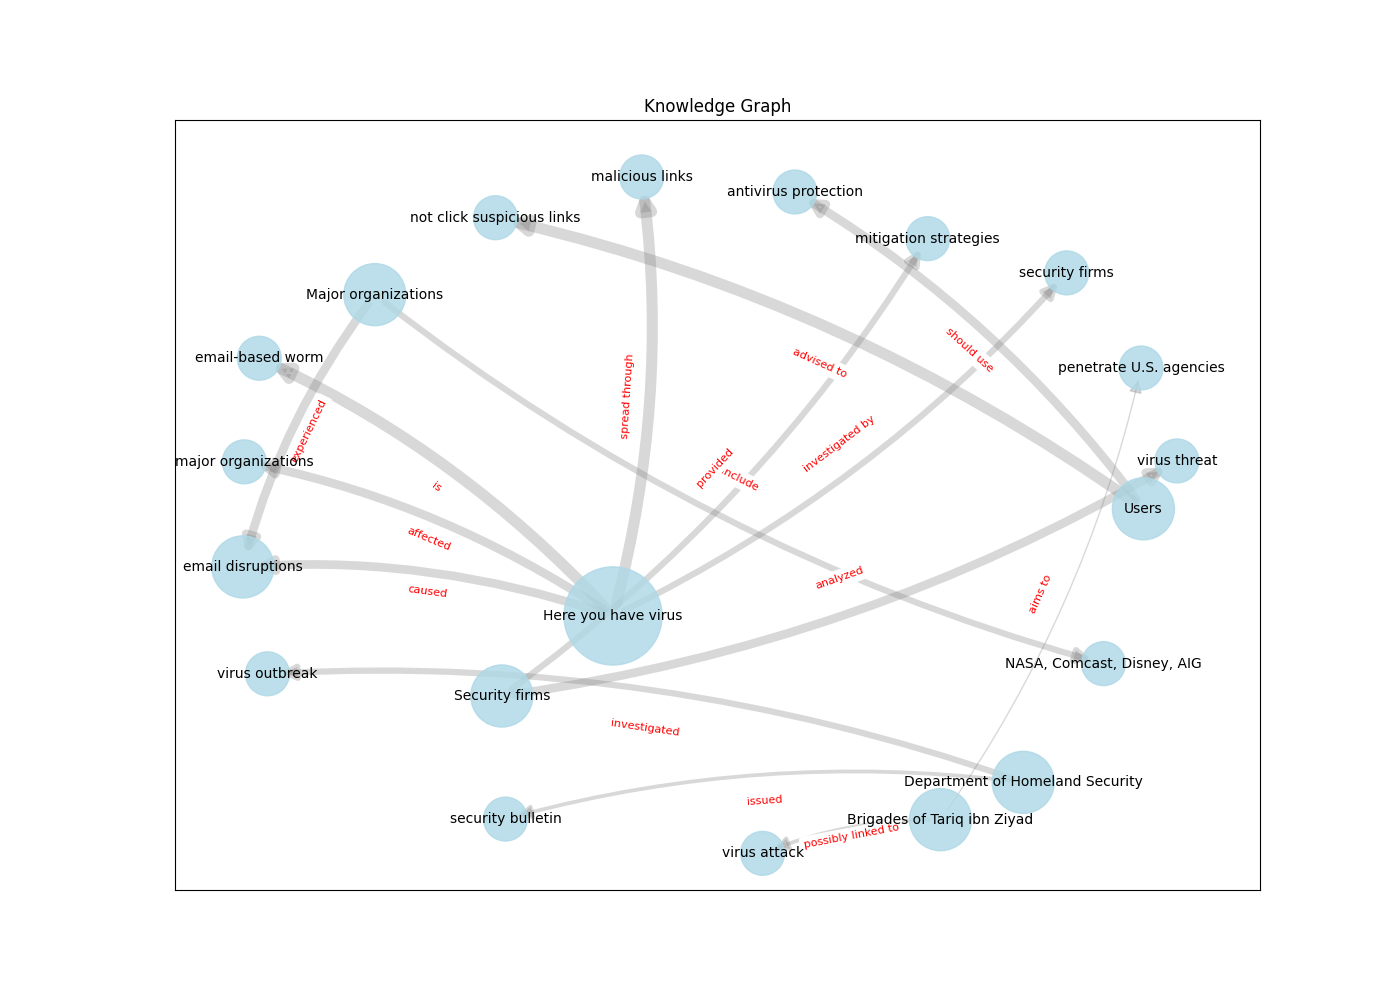 Knowledge Graph
malicious links
antivirus protection
not click suspicious links
mitigation strategies
security firms
Major organizations
should use
email-based worm
advised to
penetrate U.S. agencies
spread through
experienced
investigated by
major organizations
virus threat
provided
include
is
Users
affected
email disruptions
analyzed
caused
aims to
Here you have virus
NASA, Comcast, Disney, AIG
virus outbreak
Security firms
investigated
Department of Homeland Security
issued
security bulletin
Brigades of Tariq ibn Ziyad
possibly linked to
virus attack